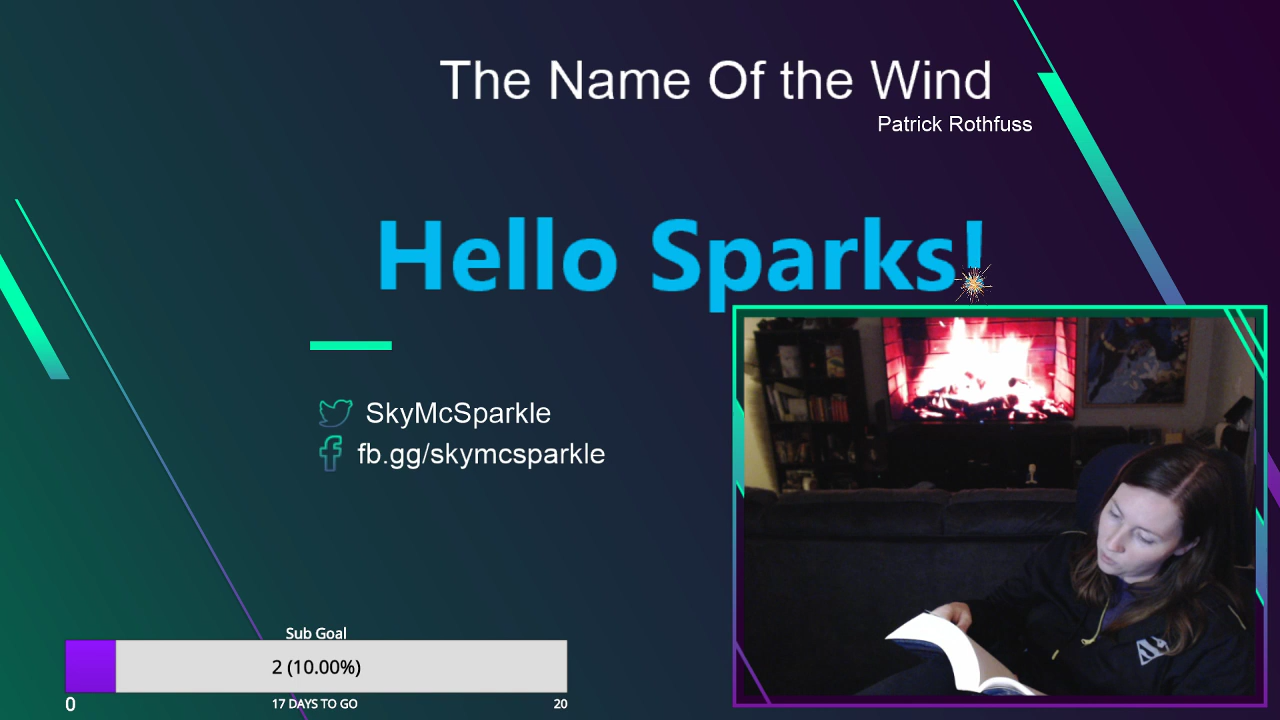 The Name Of the Wind
Patrick Rothfuss
Hello Sparks!
SkyMcSparkle
fb.gg/skymcsparkle
Sub Goal
2 (10.00%)
0 17 DAYS TO GO 20